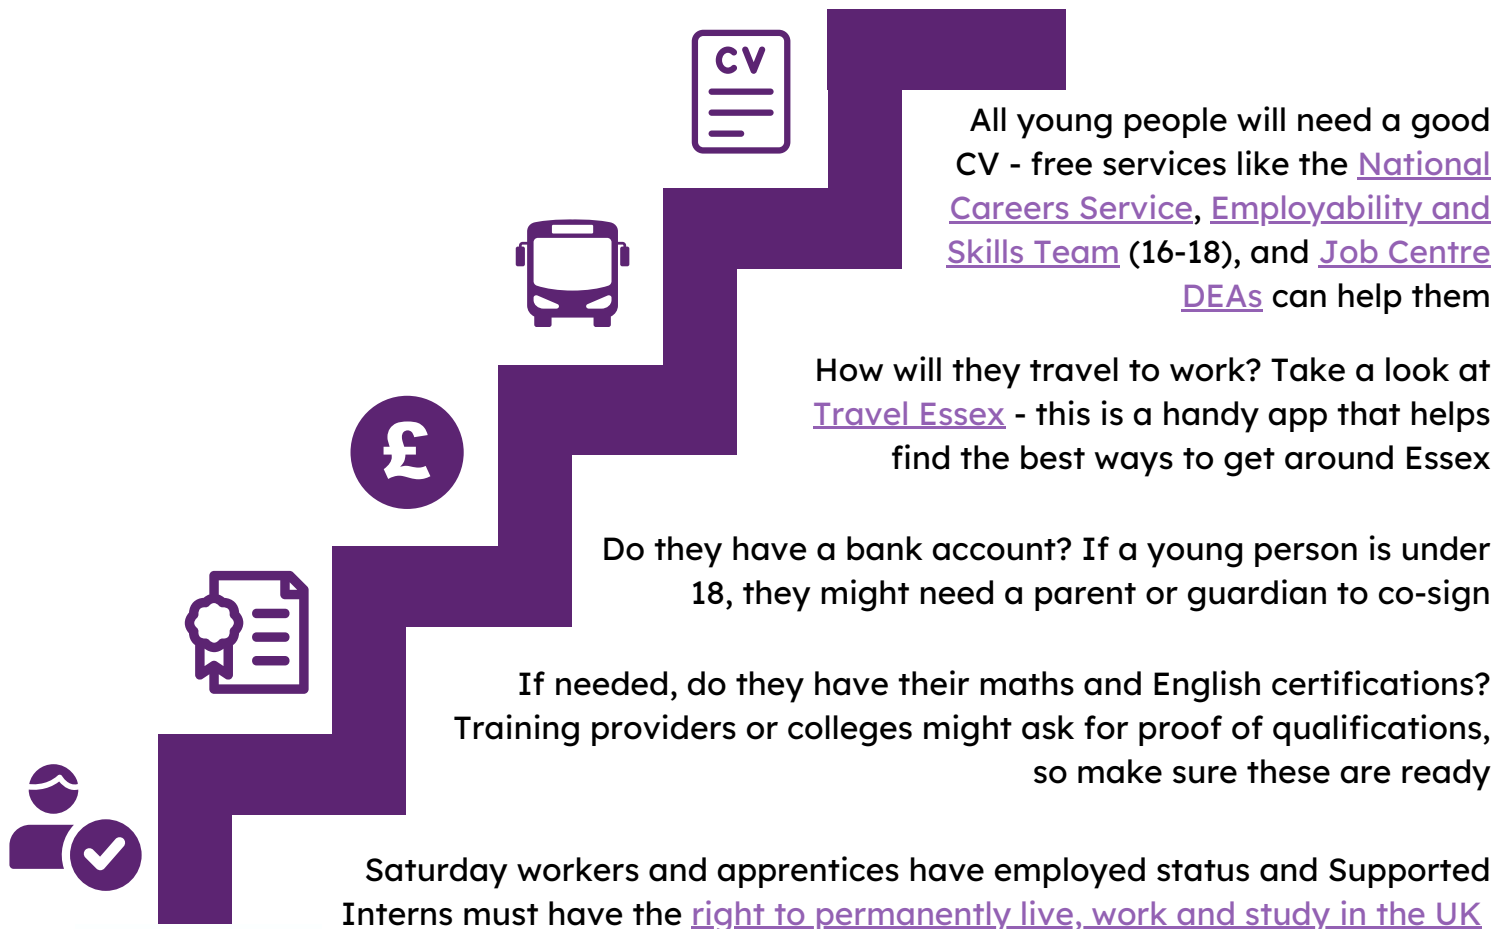 CV
All young people will need a good
CV - free services like the National
Careers Service, Employability and
Skills Team (16-18), and Job Centre
DEAs can help them
How will they travel to work? Take a look at
Travel Essex - this is a handy app that helps
find the best ways to get around Essex
£
Do they have a bank account? If a young person is under
18, they might need a parent or guardian to co-sign
If needed, do they have their maths and English certifications?
Training providers or colleges might ask for proof of qualifications,
so make sure these are ready
Saturday workers and apprentices have employed status and Supported
Interns must have the right to permanently live, work and study in the UK